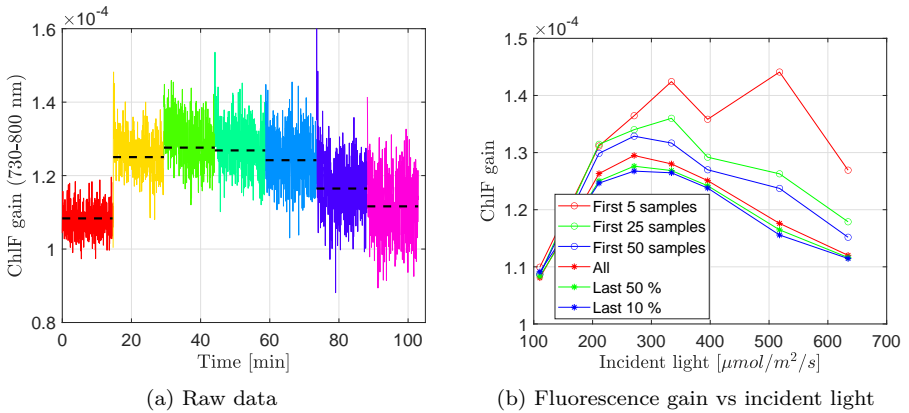 ×10⁻⁴
1.6
1.4
1.2
1
0.8
ChlF gain (730-800 nm)
0 20 40 60 80 100
Time [min]
(a) Raw data
×10⁻⁴
1.5
1.4
1.3
1.2
1.1
1
ChlF gain
First 5 samples
First 25 samples
First 50 samples
All
Last 50 %
Last 10 %
100 200 300 400 500 600 700
Incident light [μmol/m²/s]
(b) Fluorescence gain vs incident light